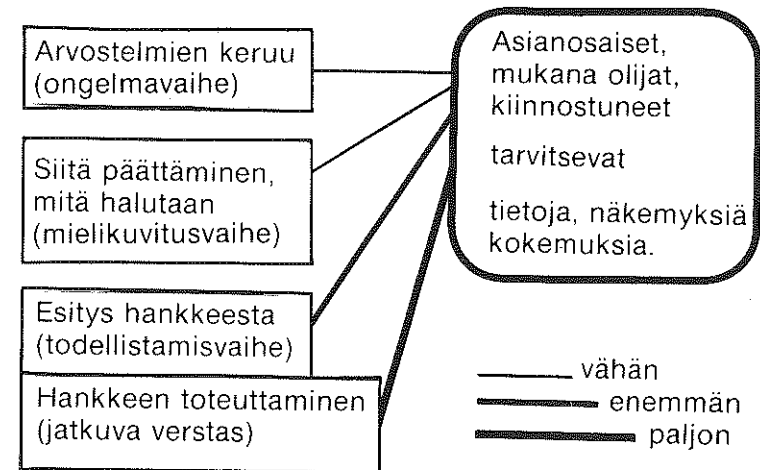 Arvostelmien keruu
(ongelmavaihe)
Siitä päättäminen,
mitä halutaan
(mielikuvitusvaihe)
Esitys hankkeesta
(todellistamisvaihe)
Hankkeen toteuttaminen
(jatkuva verstas)
Asianosaiset,
mukana olijat,
kiinnostuneet
tarvitsevat
tietoja, näkemyksiä
kokemuksia.
vähän
enemmän
paljon